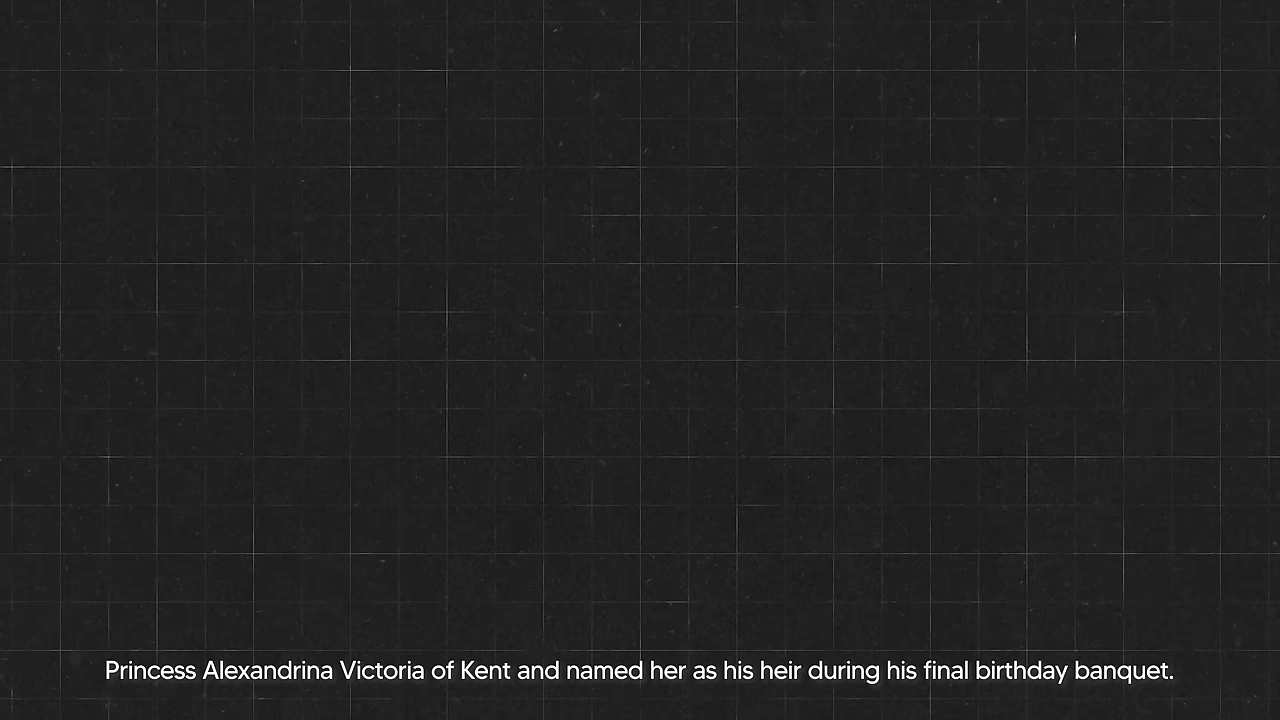 Princess Alexandrina Victoria of Kent and named her as his heir during his final birthday banquet.